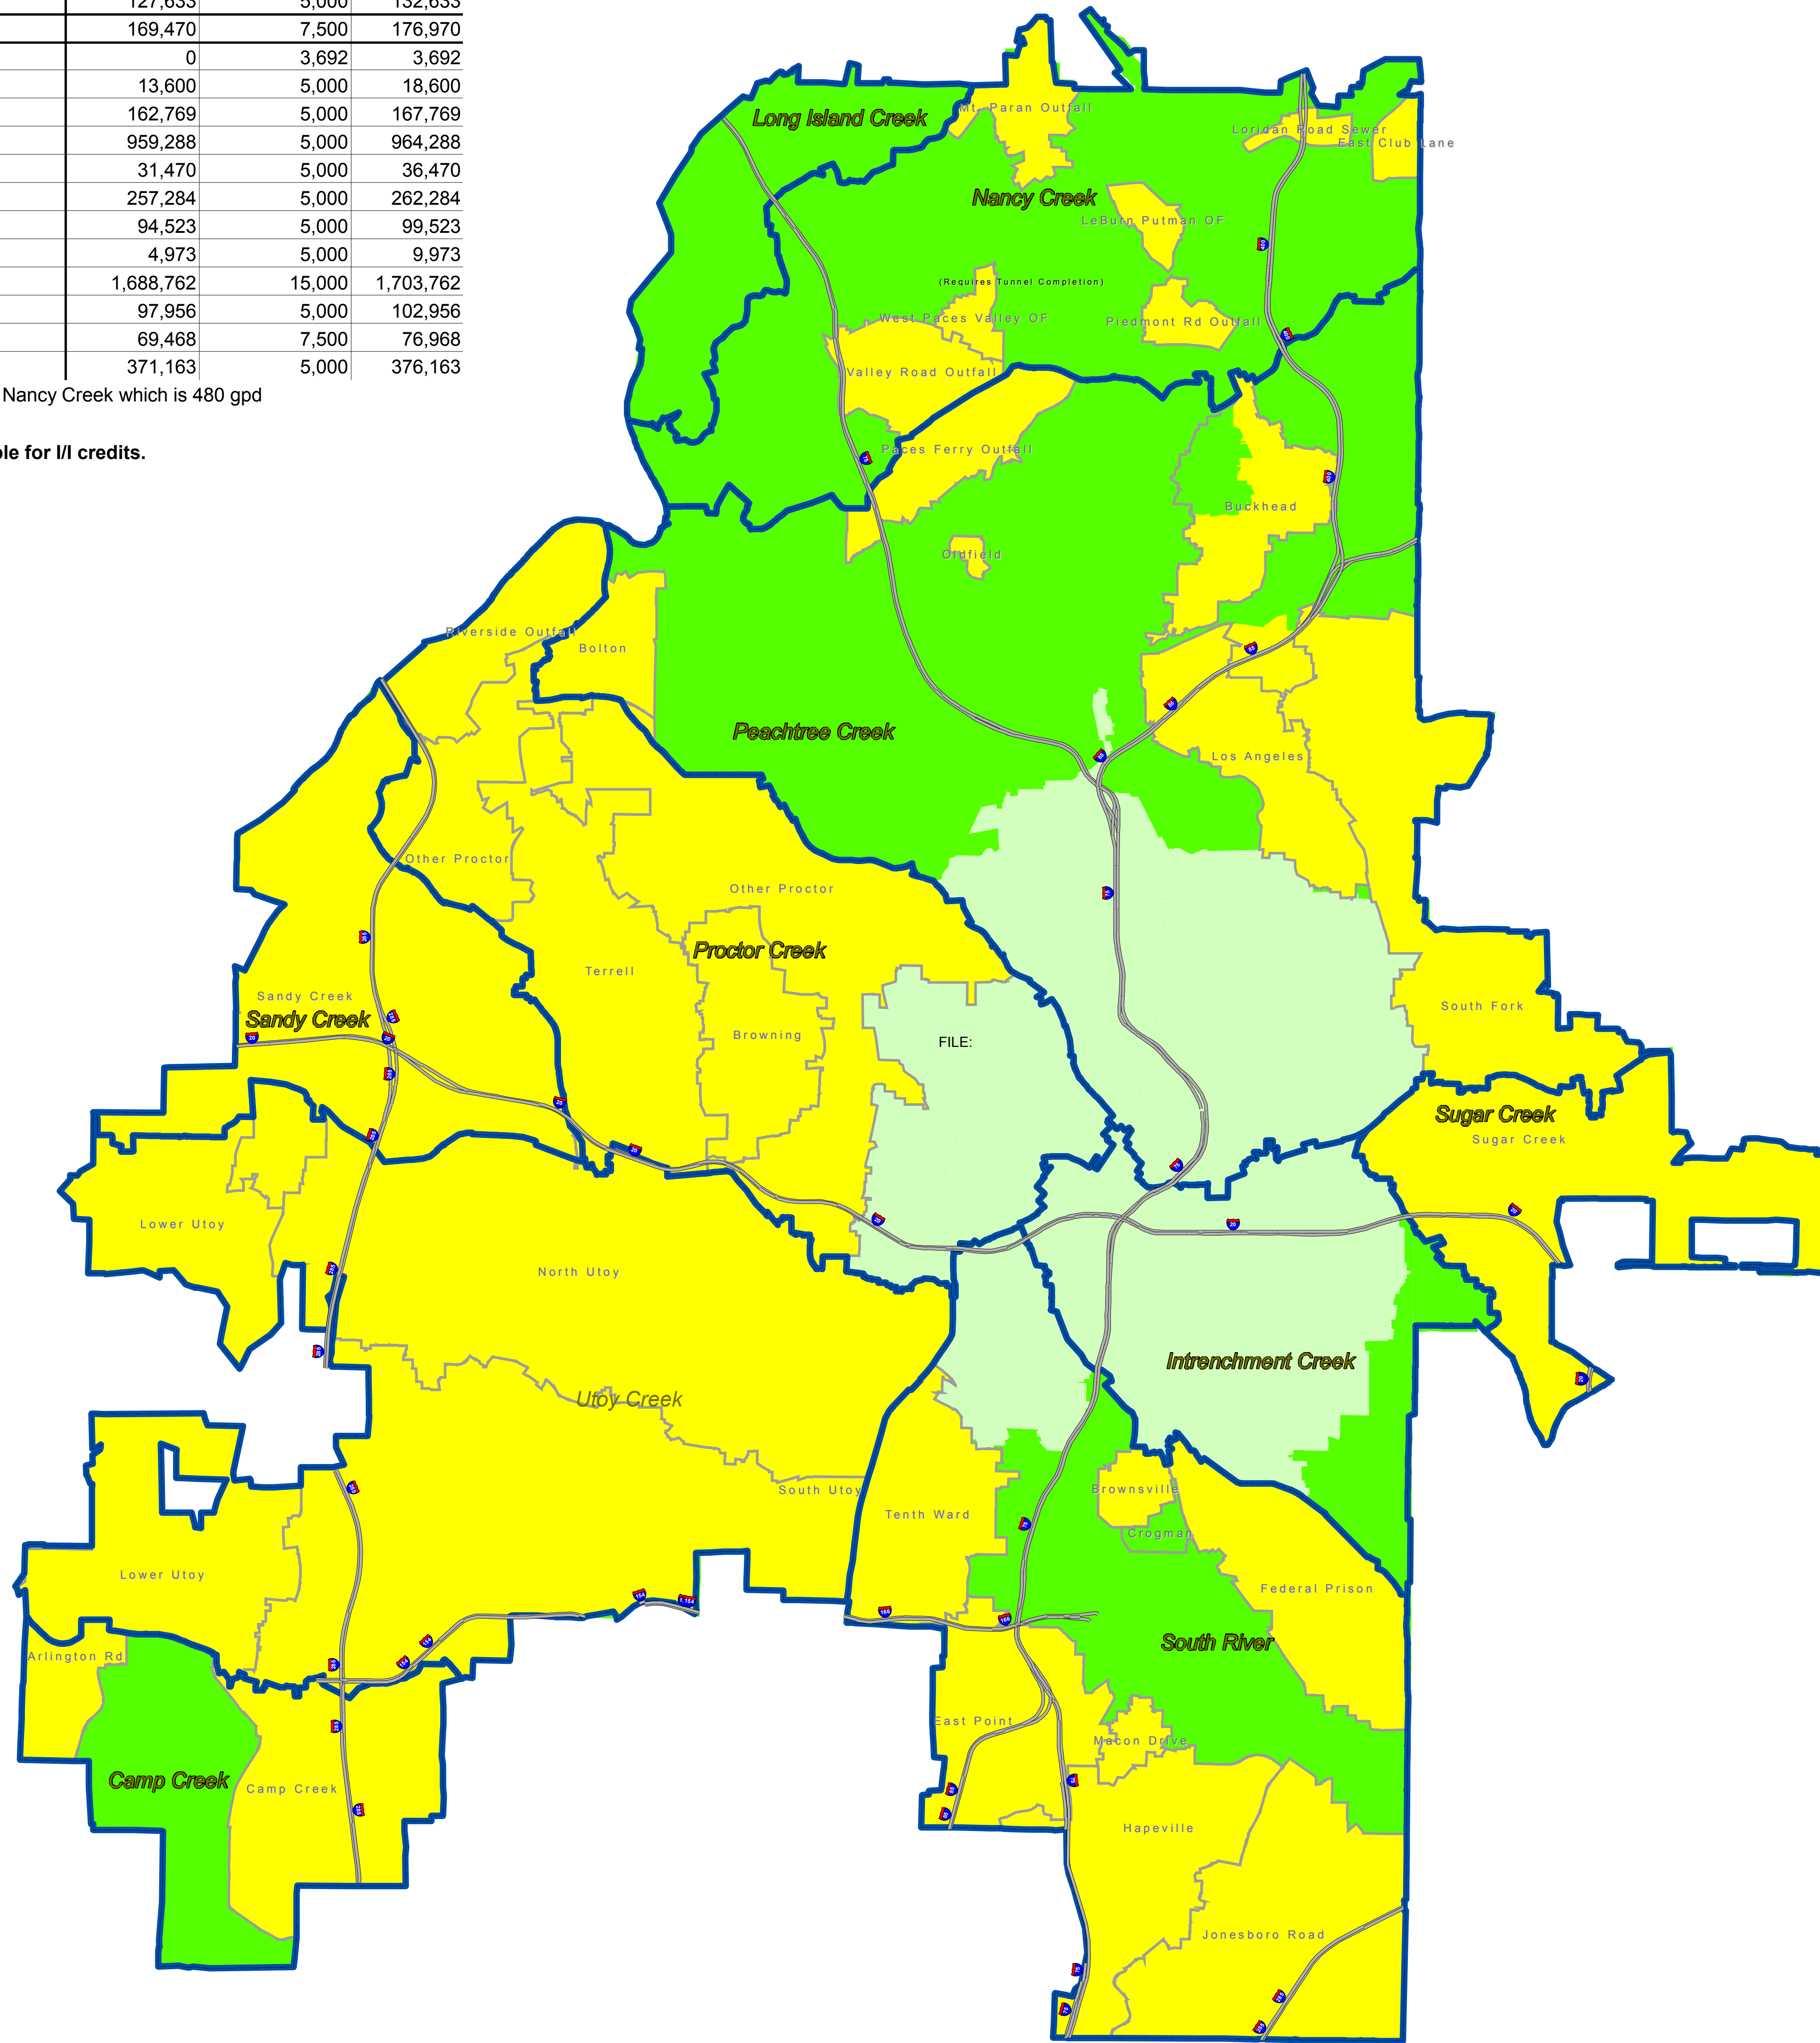 127,633 5,000 132,633
169,470 7,500 176,970
0 3,692 3,692
13,600 5,000 18,600
162,769 5,000 167,769
959,288 5,000 964,288
31,470 5,000 36,470
257,284 5,000 262,284
94,523 5,000 99,523
4,973 5,000 9,973
1,688,762 15,000 1,703,762
97,956 5,000 102,956
69,468 7,500 76,968
371,163 5,000 376,163
Nancy Creek which is 480 gpd
ble for I/I credits.
Long Island Creek
Mt. Paran Outfall
Loridan Road Sewer
East Club Lane
Nancy Creek
LeBurn Putman OF
(Requires Tunnel Completion)
West Paces Valley OF
Piedmont Rd Outfall
Valley Road Outfall
Paces Ferry Outfall
Buckhead
Oldfield
Riverside Outfall
Bolton
Peachtree Creek
Los Angeles
Other Proctor
Other Proctor
Proctor Creek
Terrell
Sandy Creek
Sandy Creek
Browning
FILE:
South Fork
Sugar Creek
Sugar Creek
Lower Utoy
North Utoy
Intrenchment Creek
Utoy Creek
South Utoy
Brownsville
Tenth Ward
Crogman
Lower Utoy
Federal Prison
South River
Arlington Rd
East Point
Macon Drive
Camp Creek
Camp Creek
Hapeville
Jonesboro Road